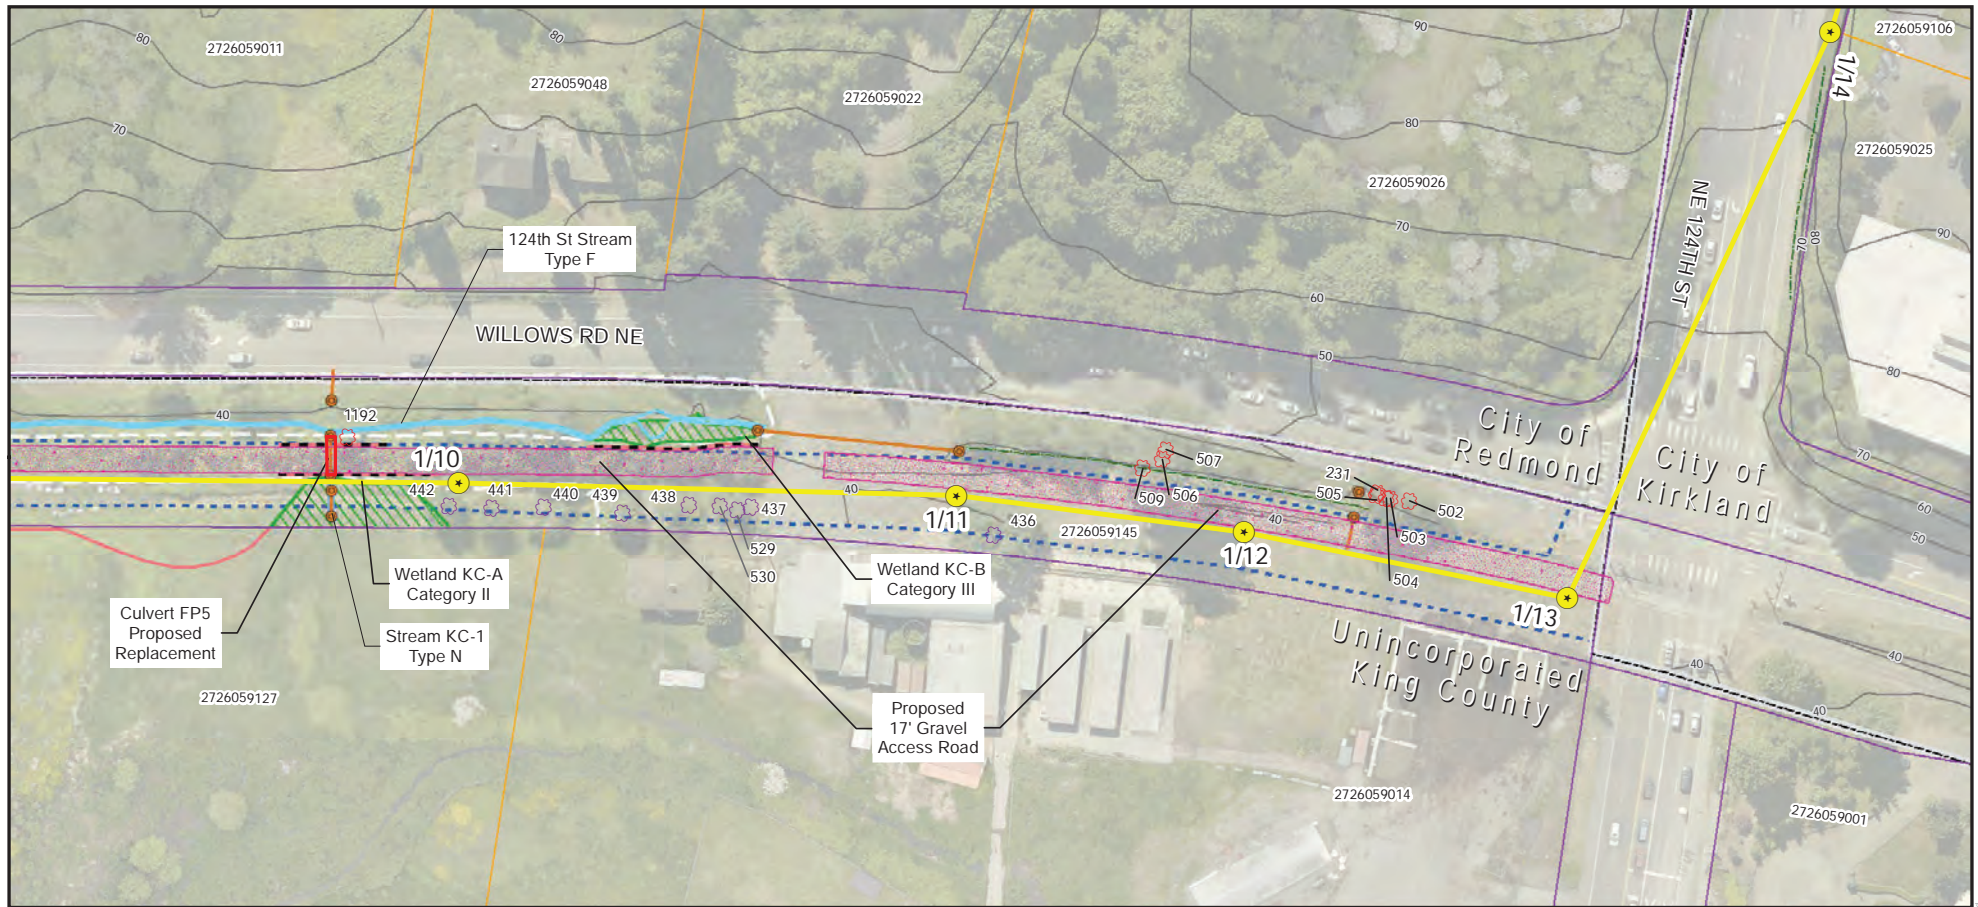 80
2726059011
80
2726059048
2726059022
90
1/14
2726059106
70
80
2726059025
2726059026
NE 124TH ST
70
80
70
90
124th St Stream
Type F
60
WILLOWS RD NE
50
80
40
1192
1/10
City of
Redmond
City of
Kirkland
70
60
50
442
441
440
439
438
437
529
530
40
1/11
436
2726059145
507
509
506
231
505
502
503
504
40
1/12
1/13
Wetland KC-A
Category II
Wetland KC-B
Category III
Culvert FP5
Proposed
Replacement
Stream KC-1
Type N
Unincorporated
King County
40
40
40
2726059127
Proposed
17' Gravel
Access Road
2726059014
2726059001